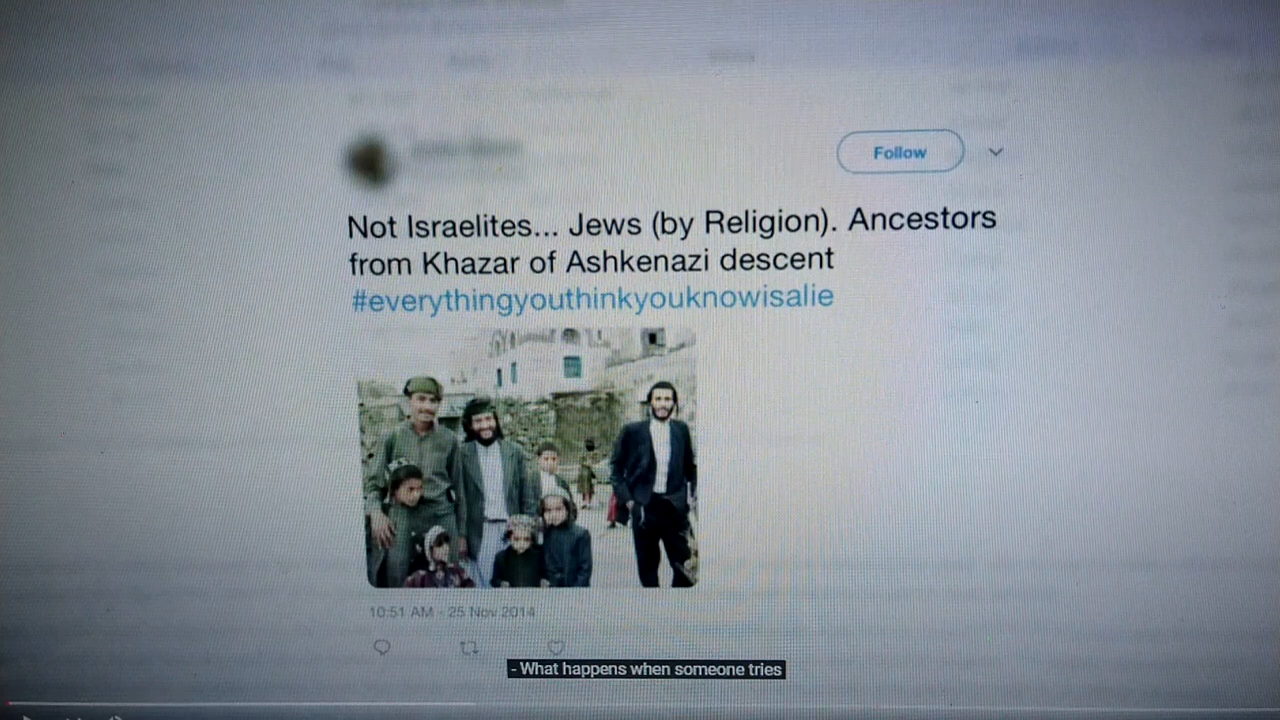 Follow
Not Israelites... Jews (by Religion). Ancestors
from Khazar of Ashkenazi descent
#everythingyouthinkyouknowisalie
10:51 AM - 25 Nov 2014
- What happens when someone tries